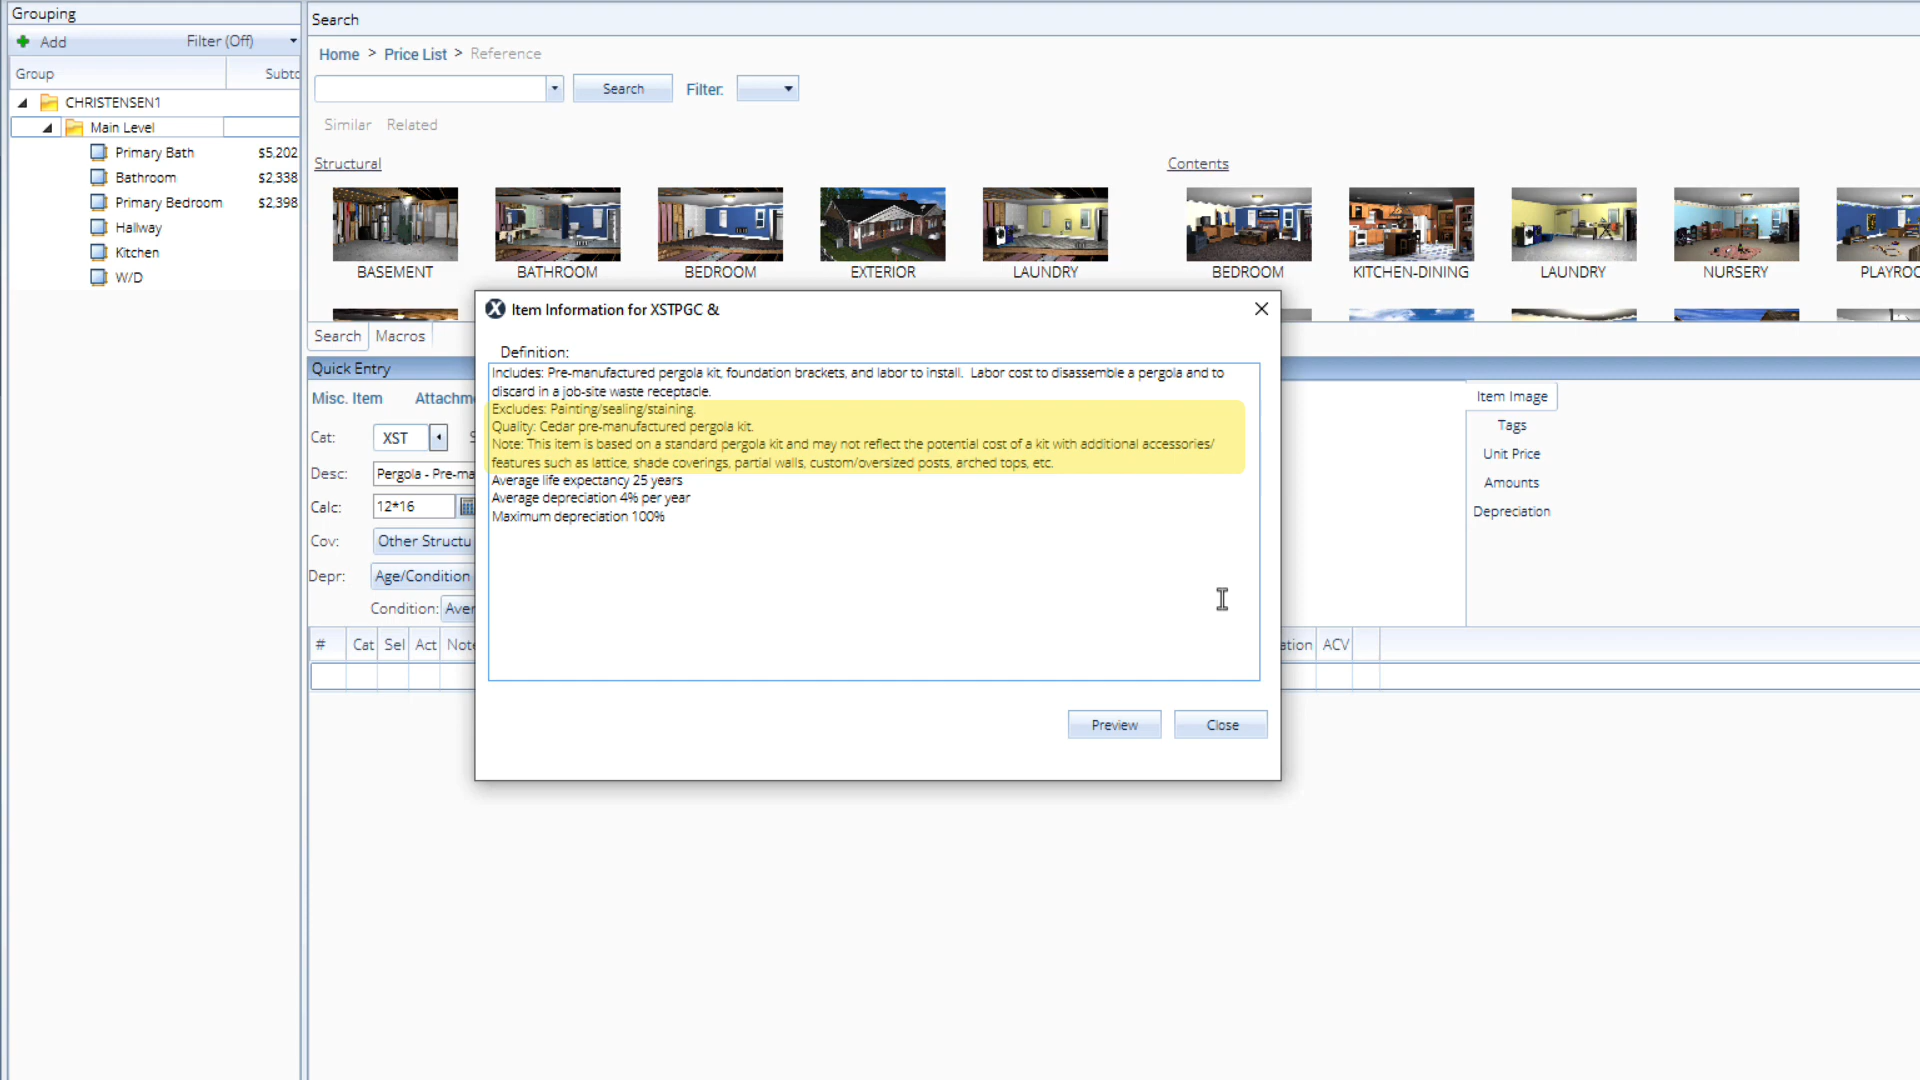 Grouping
Add
Filter (Off)
Group
Subto
CHRISTENSEN1
Main Level
Primary Bath $5,202
Bathroom $2,338
Primary Bedroom $2,398
Hallway
Kitchen
W/D
Search
Home > Price List > Reference
Search
Filter:
Similar Related
Structural
BASEMENT
BATHROOM
BEDROOM
EXTERIOR
LAUNDRY
Contents
BEDROOM
KITCHEN-DINING
LAUNDRY
NURSERY
PLAYROO
Search Macros
Quick Entry
Misc. Item Attachm
Cat: XST S
Desc: Pergola - Pre-ma
Calc: 12*16
Cov: Other Structu
Depr: Age/Condition
Condition: Aver
# Cat Sel Act Note
ation ACV
Item Information for XSTPGC &
Definition:
Includes: Pre-manufactured pergola kit, foundation brackets, and labor to install. Labor cost to disassemble a pergola and to
discard in a job-site waste receptacle.
Excludes: Painting/sealing/staining.
Quality: Cedar pre-manufactured pergola kit.
Note: This item is based on a standard pergola kit and may not reflect the potential cost of a kit with additional accessories/
features such as lattice, shade coverings, partial walls, custom/oversized posts, arched tops, etc.
Average life expectancy 25 years
Average depreciation 4% per year
Maximum depreciation 100%
Preview
Close
Item Image
Tags
Unit Price
Amounts
Depreciation